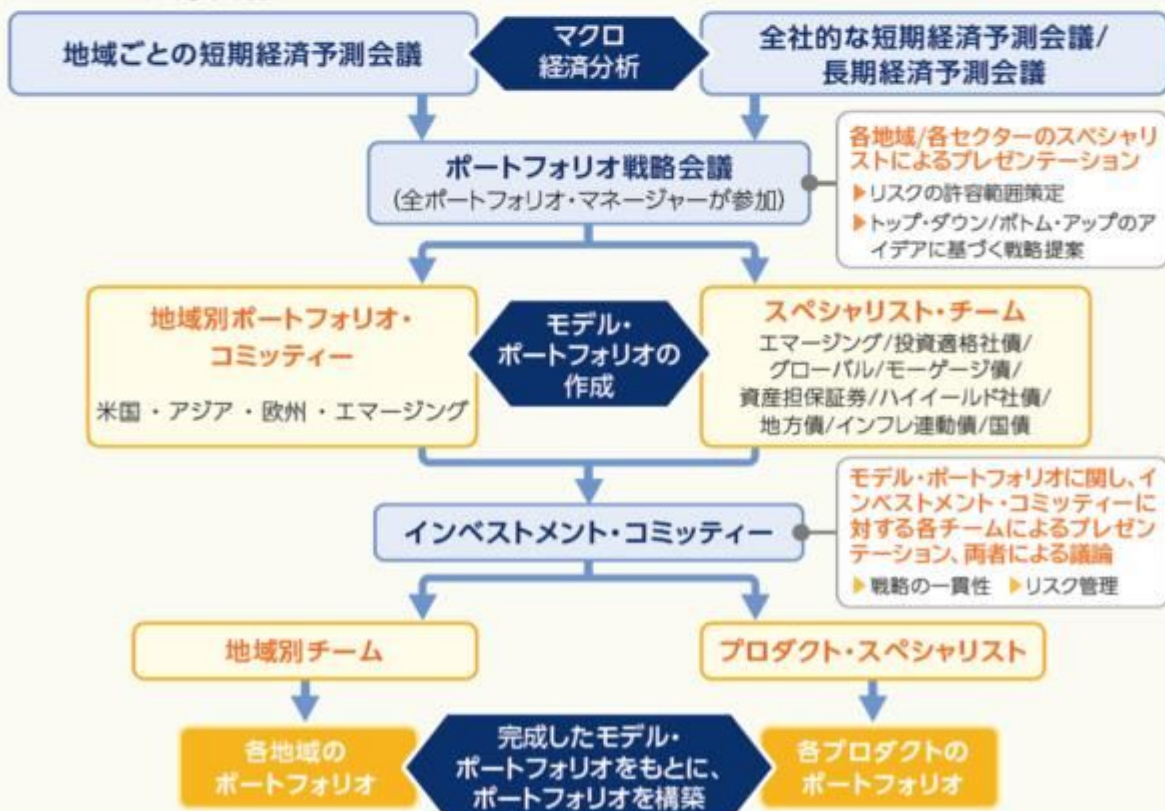 地域ごとの短期経済予測会議
マクロ
経済分析
全社的な短期経済予測会議/
長期経済予測会議
ポートフォリオ戦略会議
(全ポートフォリオ・マネージャーが参加)
各地域/各セクターのスペシャリ
ストによるプレゼンテーション
▶リスクの許容範囲策定
▶トップ・ダウン/ボトム・アップのア
イデアに基づく戦略提案
地域別ポートフォリオ・
コミッティー
米国・アジア・欧州・エマージング
モデル・
ポートフォリオの
作成
スペシャリスト・チーム
エマージング/投資適格社債/
グローバル/モーゲージ債/
資産担保証券/ハイイールド社債/
地方債/インフレ連動債/国債
インベストメント・コミッティー
モデル・ポートフォリオに関し、イ
ンベストメント・コミッティーに
対する各チームによるプレゼン
テーション、両者による議論
▶戦略の一貫性 ▶リスク管理
地域別チーム
プロダクト・スペシャリスト
各地域の
ポートフォリオ
完成したモデル・
ポートフォリオをもとに、
ポートフォリオを構築
各プロダクトの
ポートフォリオ